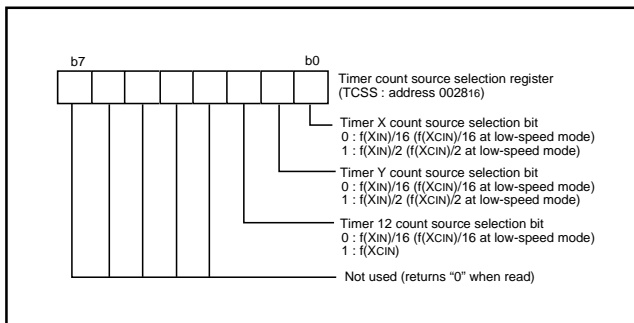 b7 b0
Timer count source selection register
(TCSS : address 002816)
Timer X count source selection bit
0 : f(XIN)/16 (f(XCIN)/16 at low-speed mode)
1 : f(XIN)/2 (f(XCIN)/2 at low-speed mode)
Timer Y count source selection bit
0 : f(XIN)/16 (f(XCIN)/16 at low-speed mode)
1 : f(XIN)/2 (f(XCIN)/2 at low-speed mode)
Timer 12 count source selection bit
0 : f(XIN)/16 (f(XCIN)/16 at low-speed mode)
1 : f(XCIN)
Not used (returns “0” when read)